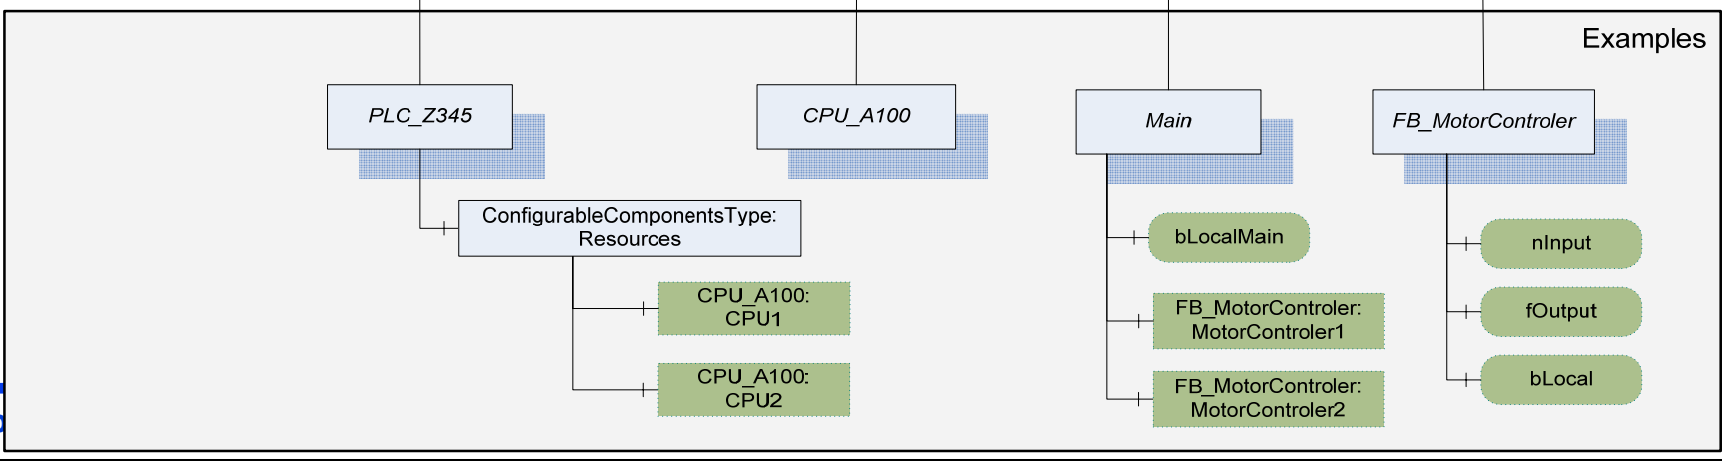 Examples
PLC_Z345
CPU_A100
Main
FB_MotorControler
ConfigurableComponentsType:
Resources
CPU_A100:
CPU1
CPU_A100:
CPU2
bLocalMain
FB_MotorControler:
MotorControler1
FB_MotorControler:
MotorControler2
nInput
fOutput
bLocal